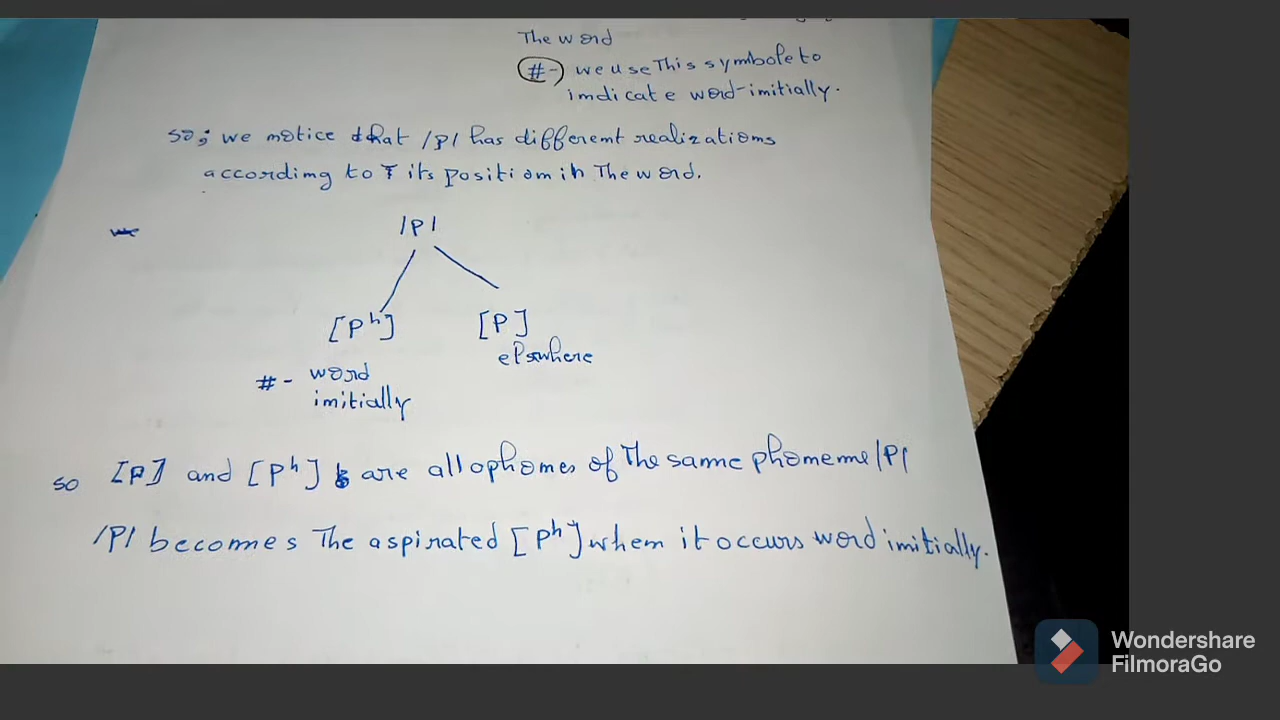 The word
#- we use This symbole to
indicate word-initially.
so; we notice that /p/ has different realizations
according to its position in The word.
/P/
[Pʰ] [P]
elswhere
#- word
initially
so [P] and [Pʰ] are allophones of The same phoneme /P/
/P/ becomes The aspirated [Pʰ] when it occurs word initially.
Wondershare
FilmoraGo